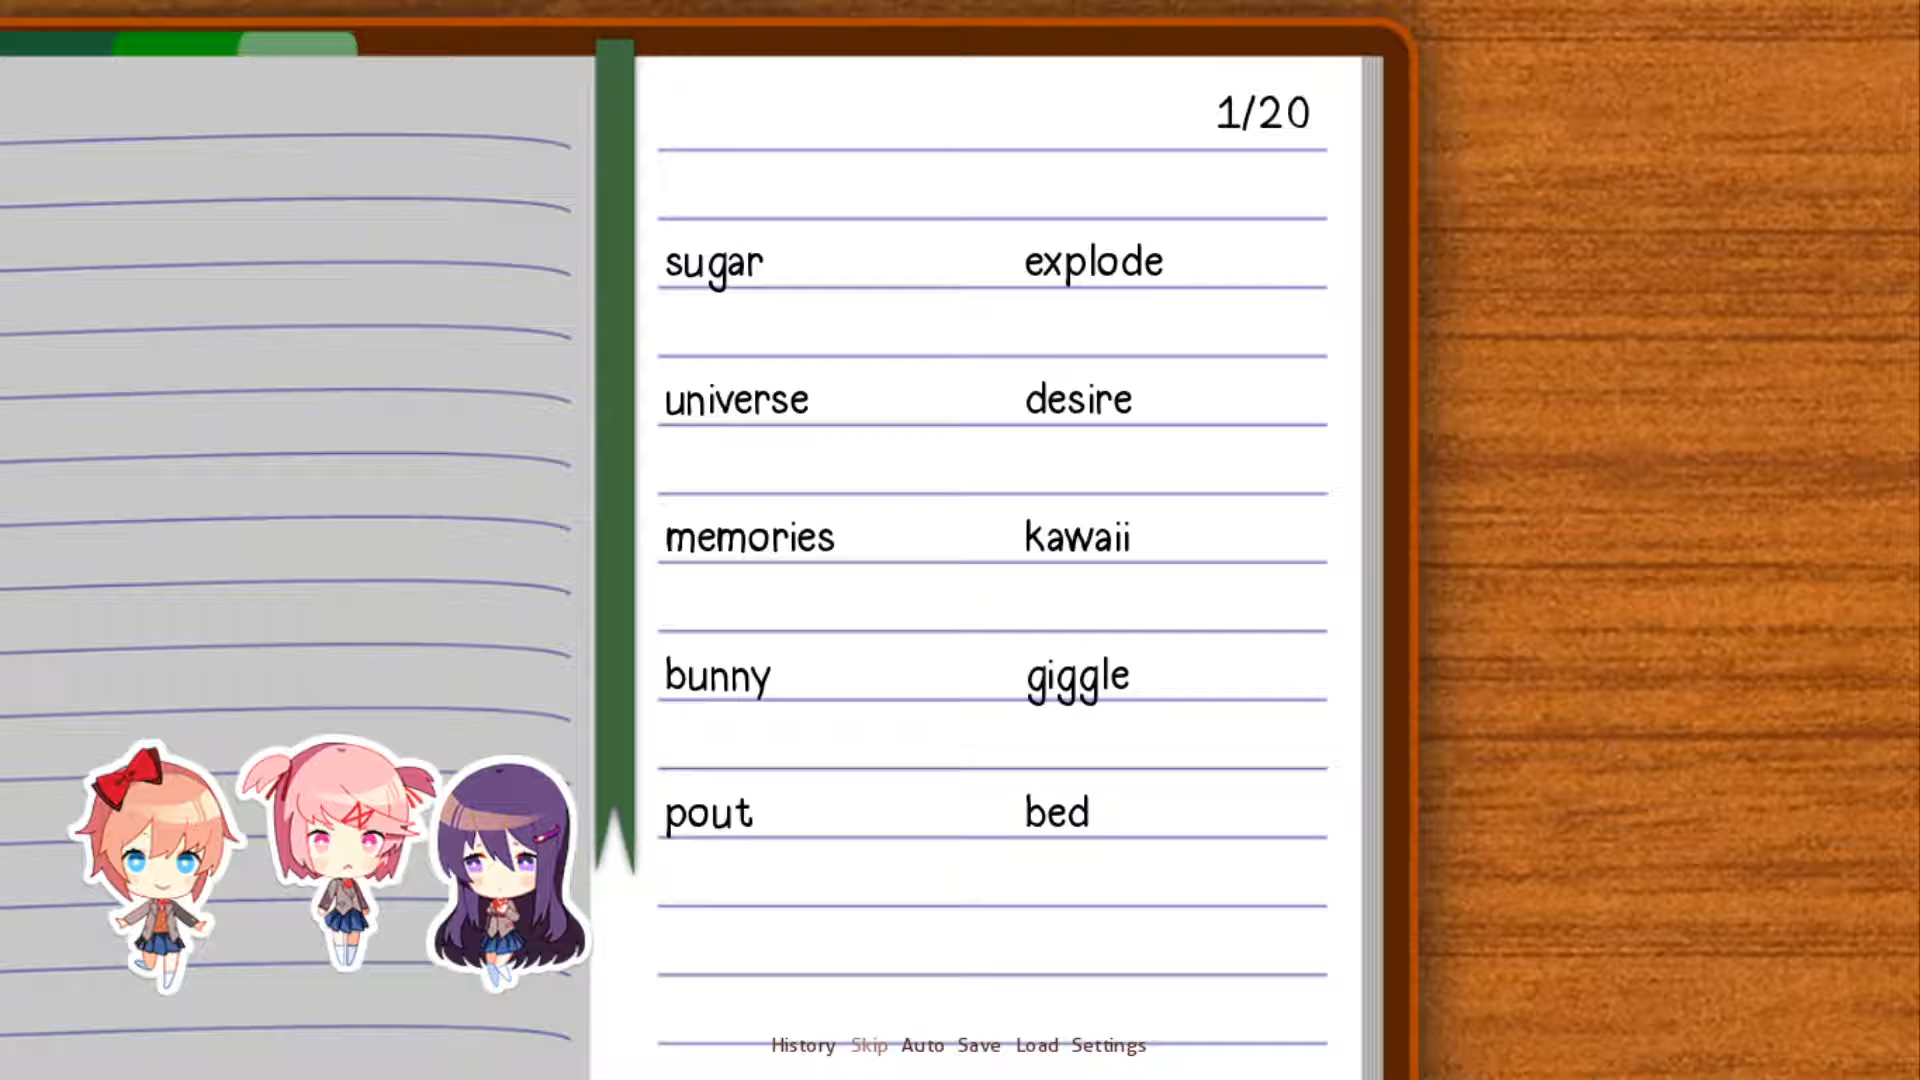 1/20
sugar explode
universe desire
memories kawaii
bunny giggle
pout bed
History Skip Auto Save Load Settings